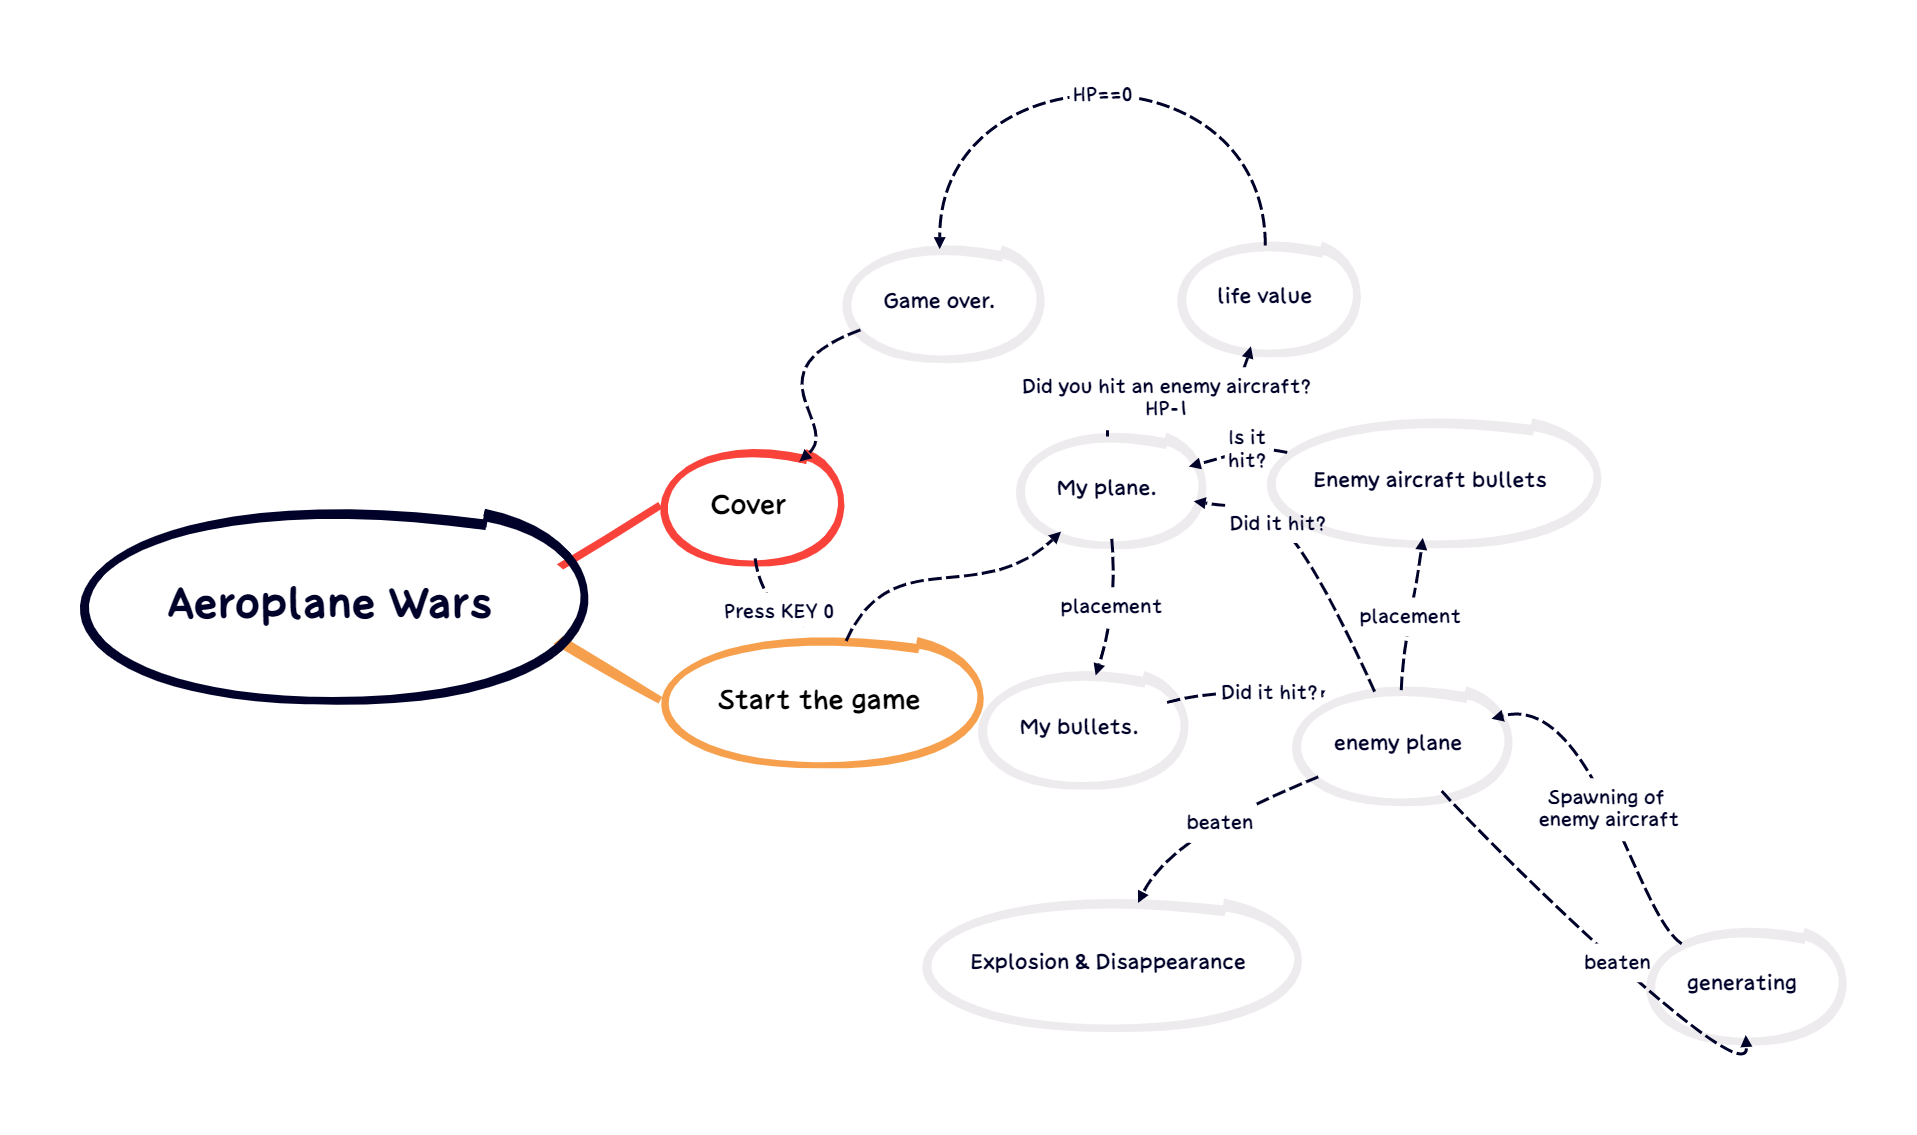 HP==0
Game over.
life value
Did you hit an enemy aircraft?
HP-1
Is it
hit?
Enemy aircraft bullets
My plane.
Cover
Did it hit?
Aeroplane Wars
Press KEY 0
placement
placement
Start the game
Did it hit?
My bullets.
enemy plane
Spawning of
enemy aircraft
beaten
Explosion & Disappearance
beaten
generating